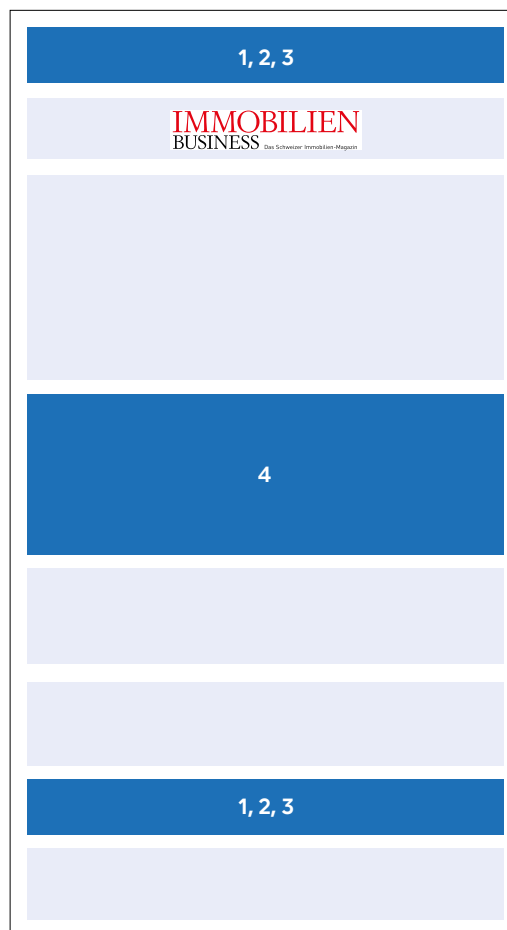 1, 2, 3
IMMOBILIEN
BUSINESS Das Schweizer Immobilien-Magazin
4
1, 2, 3